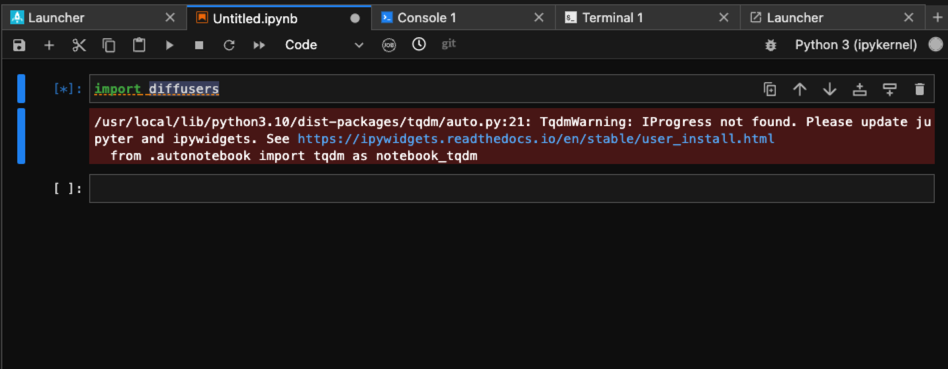 Launcher
Untitled.ipynb
Console 1
Terminal 1
Launcher
Code
git
Python 3 (ipykernel)
[*]: import diffusers
/usr/local/lib/python3.10/dist-packages/tqdm/auto.py:21: TqdmWarning: IProgress not found. Please update ju
pyter and ipywidgets. See https://ipywidgets.readthedocs.io/en/stable/user_install.html
from .autonotebook import tqdm as notebook_tqdm
[ ]: